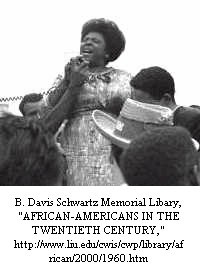 B. Davis Schwartz Memorial Libary,
"AFRICAN-AMERICANS IN THE
TWENTIETH CENTURY,"
http://www.liu.edu/cwis/cwp/library/af
rican/2000/1960.htm